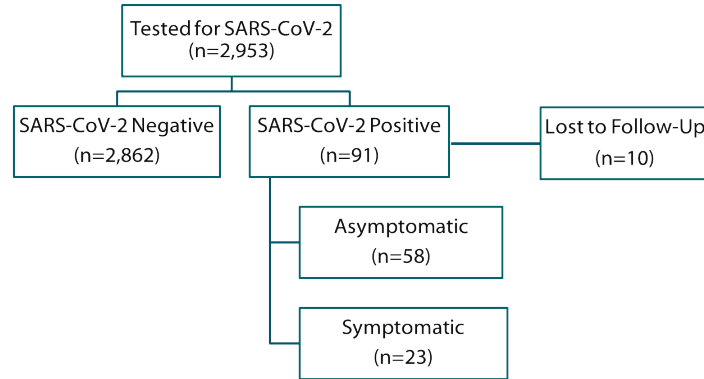 Tested for SARS-CoV-2
(n=2,953)
SARS-CoV-2 Negative
(n=2,862)
SARS-CoV-2 Positive
(n=91)
Lost to Follow-Up
(n=10)
Asymptomatic
(n=58)
Symptomatic
(n=23)